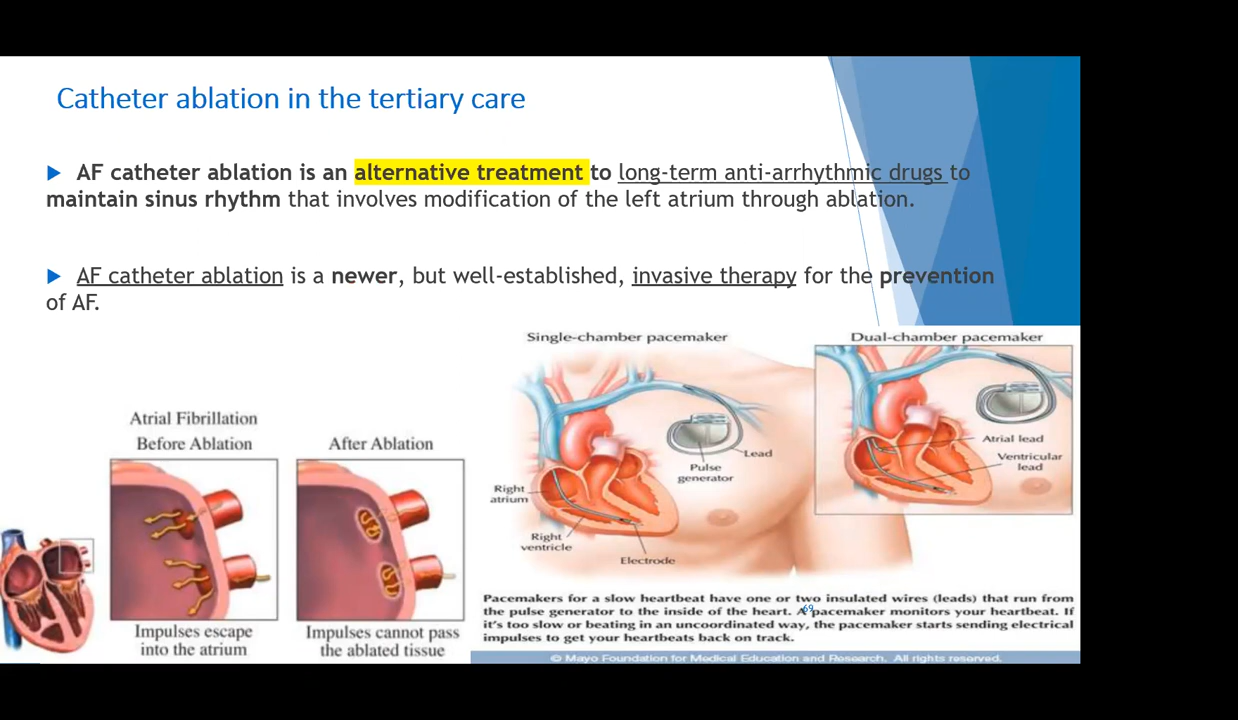 Catheter ablation in the tertiary care
AF catheter ablation is an alternative treatment to long-term anti-arrhythmic drugs to
maintain sinus rhythm that involves modification of the left atrium through ablation.
AF catheter ablation is a newer, but well-established, invasive therapy for the prevention
of AF.
Atrial Fibrillation
Before Ablation
After Ablation
Impulses escape
into the atrium
Impulses cannot pass
the ablated tissue
Single-chamber pacemaker
Lead
Pulse
generator
Right
atrium
Right
ventricle
Electrode
Dual-chamber pacemaker
Atrial lead
Ventricular
lead
Pacemakers for a slow heartbeat have one or two insulated wires (leads) that run from
the pulse generator to the inside of the heart. A pacemaker monitors your heartbeat. If
it's too slow or beating in an uncoordinated way, the pacemaker starts sending electrical
impulses to get your heartbeats back on track.
69
© Mayo Foundation for Medical Education and Research. All rights reserved.